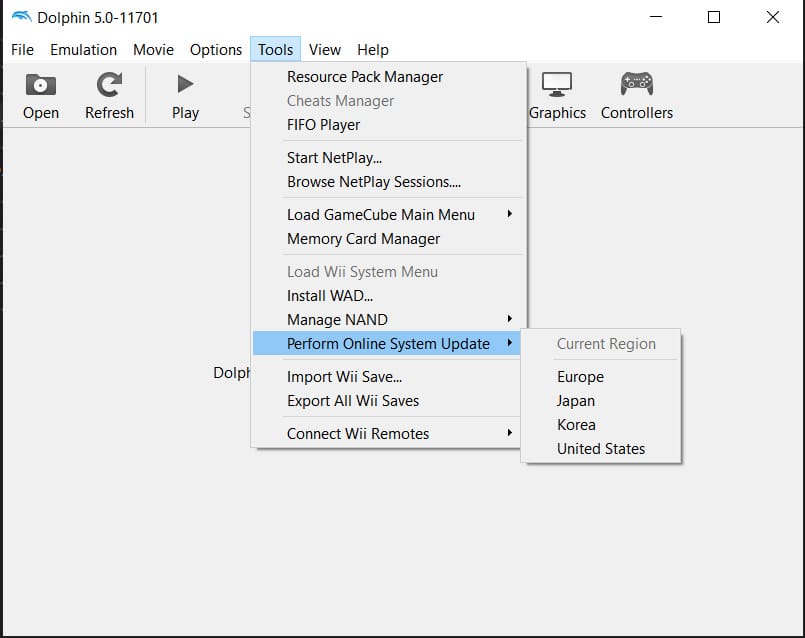 Dolphin 5.0-11701
File Emulation Movie Options Tools View Help
Open Refresh Play S Graphics Controllers
Resource Pack Manager
Cheats Manager
FIFO Player
Start NetPlay...
Browse NetPlay Sessions....
Load GameCube Main Menu
Memory Card Manager
Load Wii System Menu
Install WAD...
Manage NAND
Perform Online System Update
Import Wii Save...
Export All Wii Saves
Connect Wii Remotes
Current Region
Europe
Japan
Korea
United States
Dolph